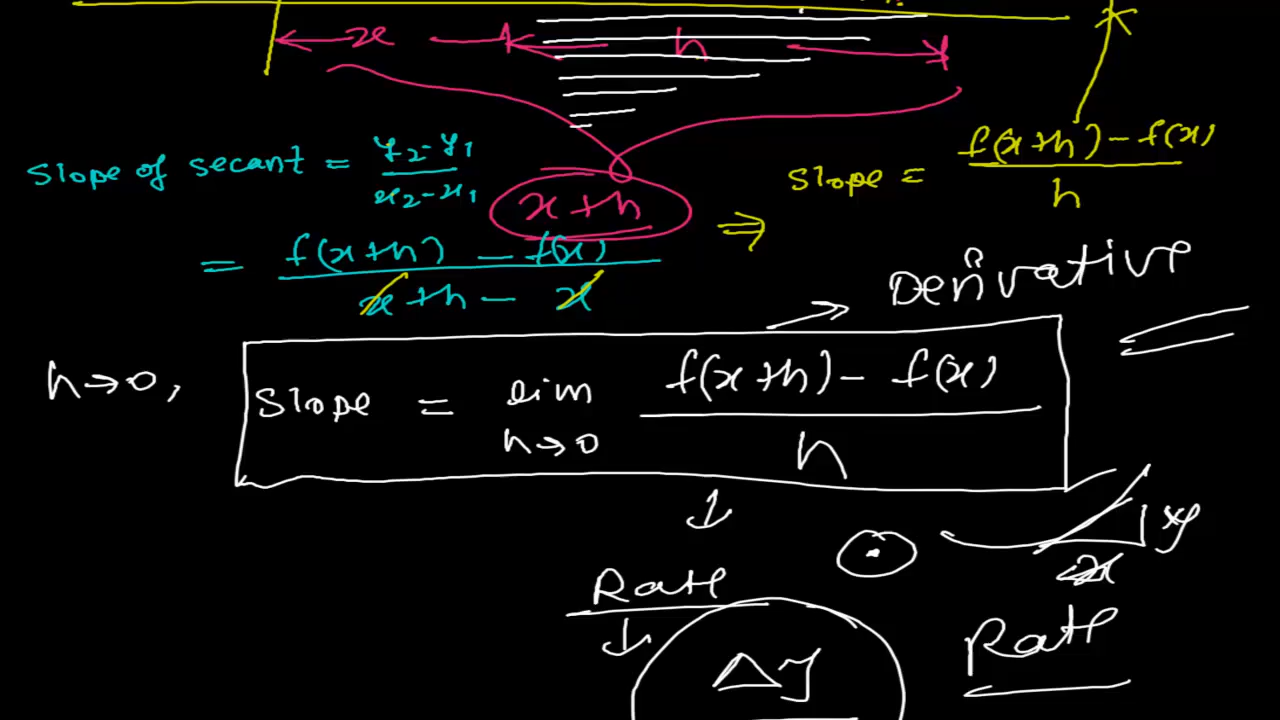 x h
Slope of secant = y₂-y₁ / x₂-x₁
x+h
⇒ slope = f(x+h)-f(x) / h
= f(x+h) - f(x) / x+h - x
→ Derivative
h→0,
Slope = lim h→0 f(x+h) - f(x) / h
↓
Rate
↓
Δy
Rate